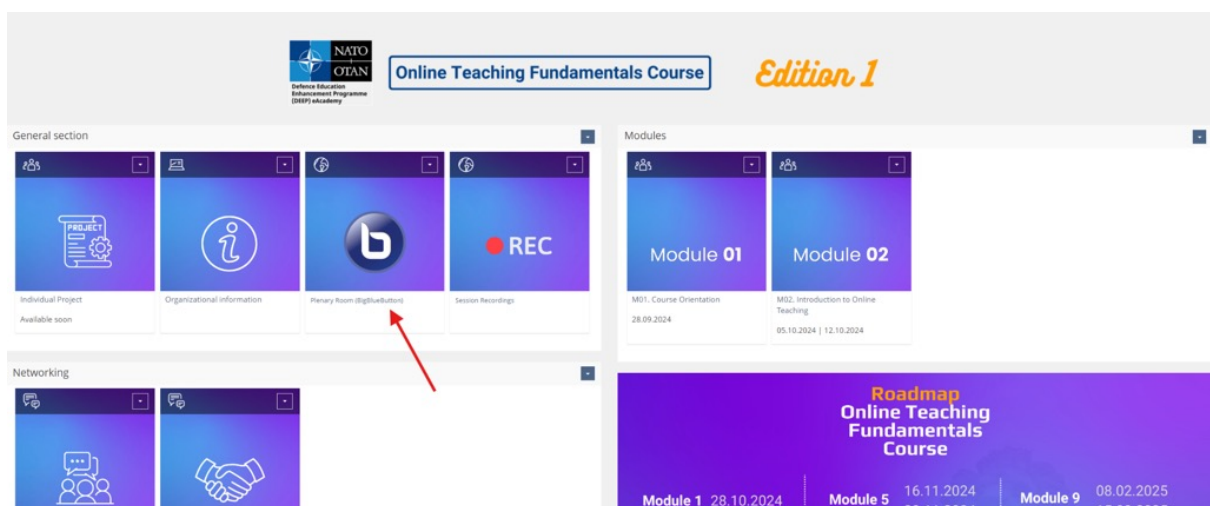 NATO
OTAN
Defence Education
Enhancement Programme
(DEEP) eAcademy
Online Teaching Fundamentals Course
Edition 1
General section
PROJECT
Individual Project
Available soon
i
Organizational information
b
Plenary Room (BigBlueButton)
REC
Session Recordings
Modules
Module 01
M01. Course Orientation
28.09.2024
Module 02
M02. Introduction to Online
Teaching
05.10.2024 | 12.10.2024
Networking
Roadmap
Online Teaching
Fundamentals
Course
Module 1 28.10.2024
Module 5 16.11.2024
Module 9 08.02.2025